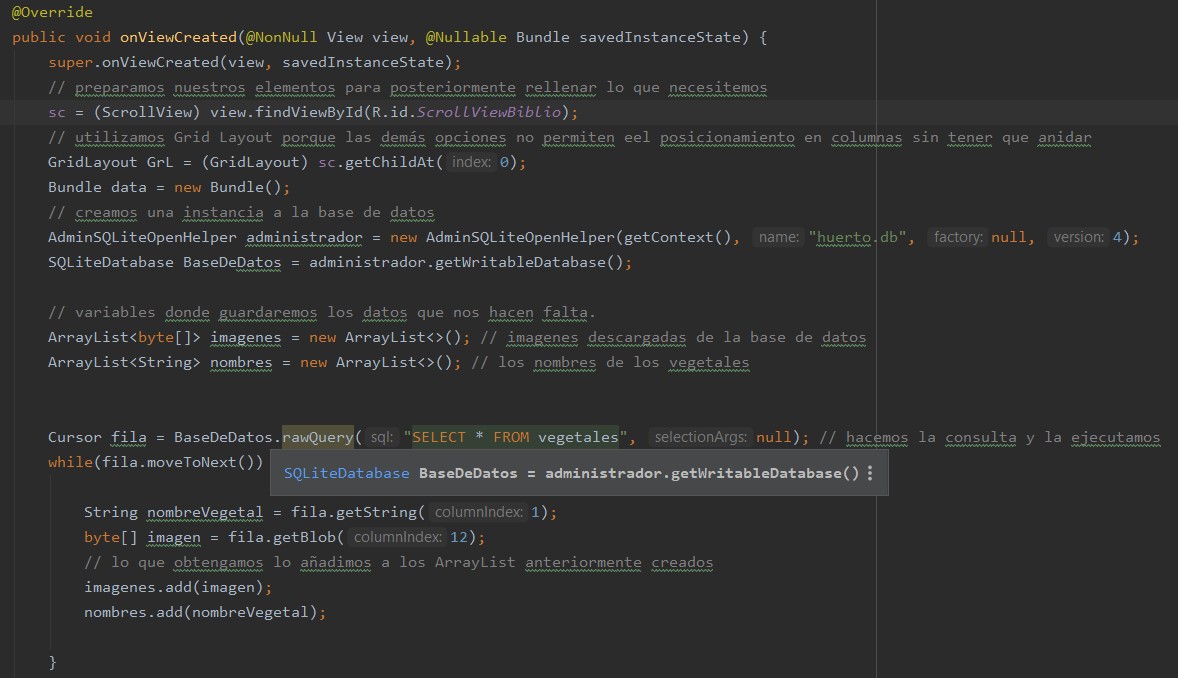 @Override
public void onViewCreated(@NonNull View view, @Nullable Bundle savedInstanceState) {
super.onViewCreated(view, savedInstanceState);
// preparamos nuestros elementos para posteriormente rellenar lo que necesitemos
sc = (ScrollView) view.findViewById(R.id.ScrollViewBiblio);
// utilizamos Grid Layout porque las demás opciones no permiten eel posicionamiento en columnas sin tener que anidar
GridLayout GrL = (GridLayout) sc.getChildAt( index: 0);
Bundle data = new Bundle();
// creamos una instancia a la base de datos
AdminSQLiteOpenHelper administrador = new AdminSQLiteOpenHelper(getContext(), name: "huerto.db", factory: null, version: 4);
SQLiteDatabase BaseDeDatos = administrador.getWritableDatabase();
// variables donde guardaremos los datos que nos hacen falta.
ArrayList<byte[]> imagenes = new ArrayList<>(); // imagenes descargadas de la base de datos
ArrayList<String> nombres = new ArrayList<>(); // los nombres de los vegetales
Cursor fila = BaseDeDatos.rawQuery( sql: "SELECT * FROM vegetales", selectionArgs: null); // hacemos la consulta y la ejecutamos
while(fila.moveToNext())
SQLiteDatabase BaseDeDatos = administrador.getWritableDatabase()
String nombreVegetal = fila.getString( columnIndex: 1);
byte[] imagen = fila.getBlob( columnIndex: 12);
// lo que obtengamos lo añadimos a los ArrayList anteriormente creados
imagenes.add(imagen);
nombres.add(nombreVegetal);
}